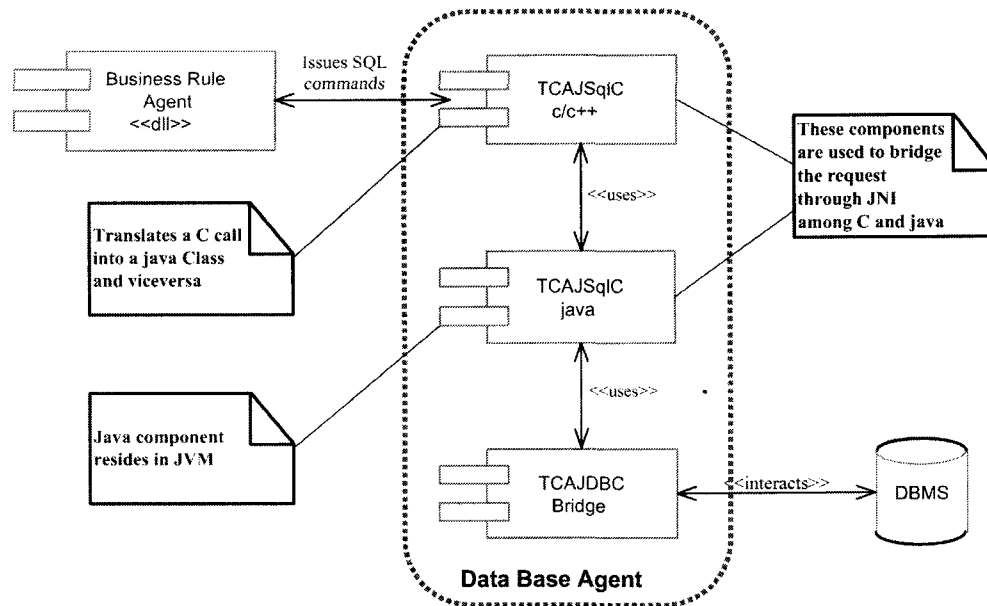 Business Rule
Agent
<<dll>>
Issues SQL
commands
TCAJSqlC
c/c++
These components
are used to bridge
the request
through JNI
among C and java
<<uses>>
Translates a C call
into a java Class
and viceversa
TCAJSqlC
java
<<uses>>
Java component
resides in JVM
TCAJDBC
Bridge
<<interacts>>
DBMS
Data Base Agent